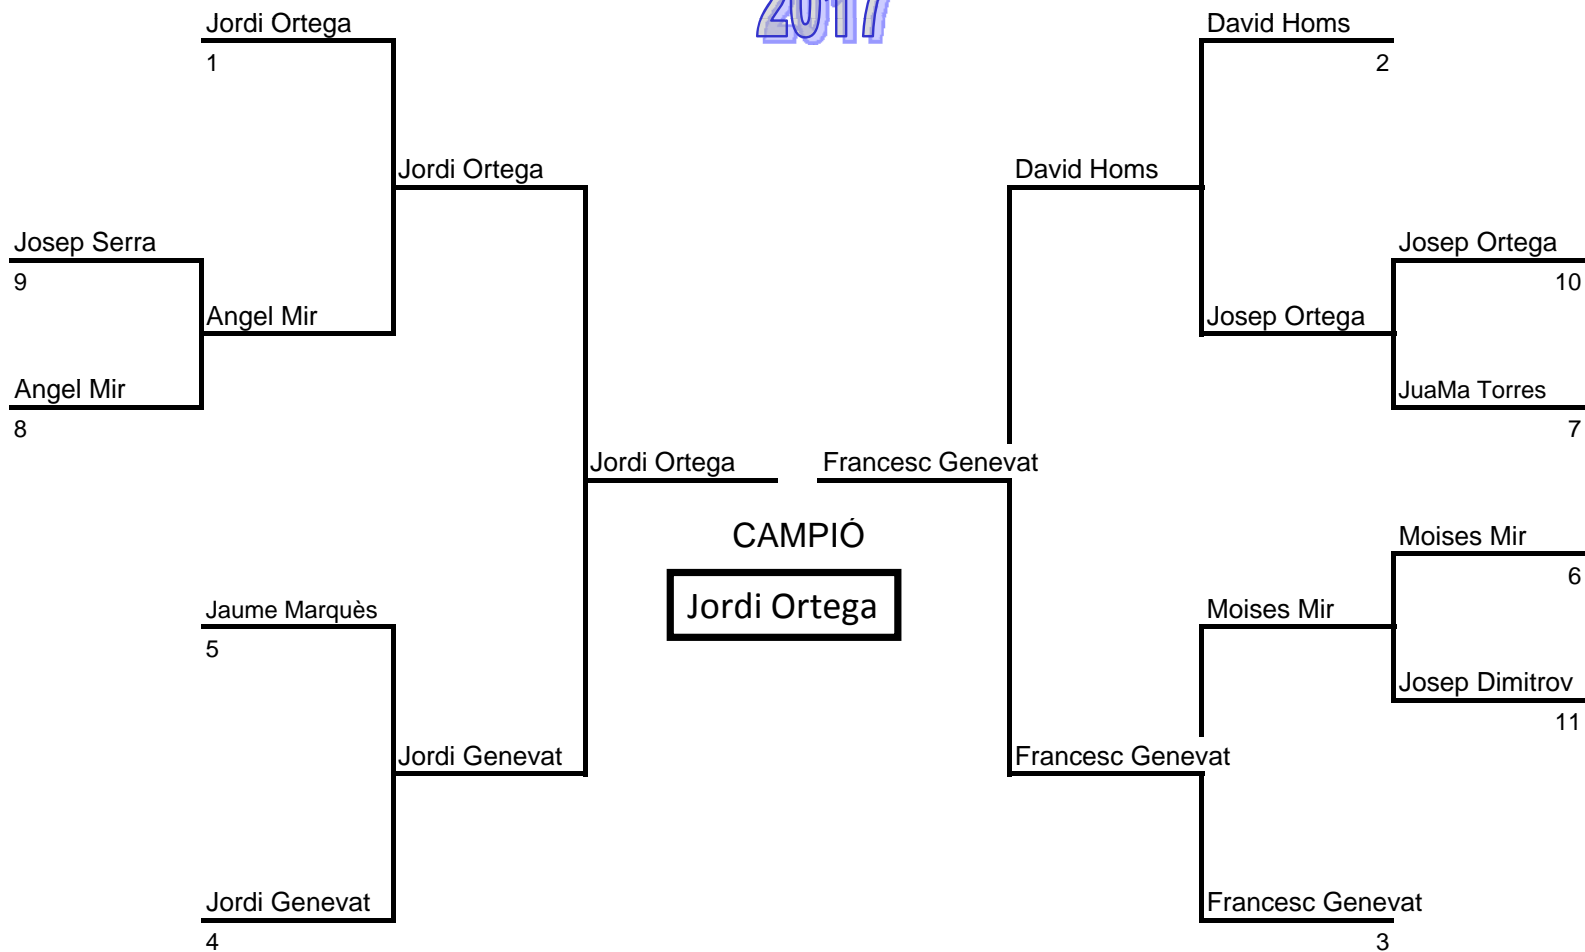 2017
Jordi Ortega
1
David Homs
2
Jordi Ortega
David Homs
Josep Serra
9
Josep Ortega
10
Angel Mir
Josep Ortega
Angel Mir
8
JuaMa Torres
7
Jordi Ortega
Francesc Genevat
CAMPIÓ
Jordi Ortega
Moises Mir
6
Jaume Marquès
5
Moises Mir
Josep Dimitrov
11
Jordi Genevat
Francesc Genevat
Jordi Genevat
4
Francesc Genevat
3